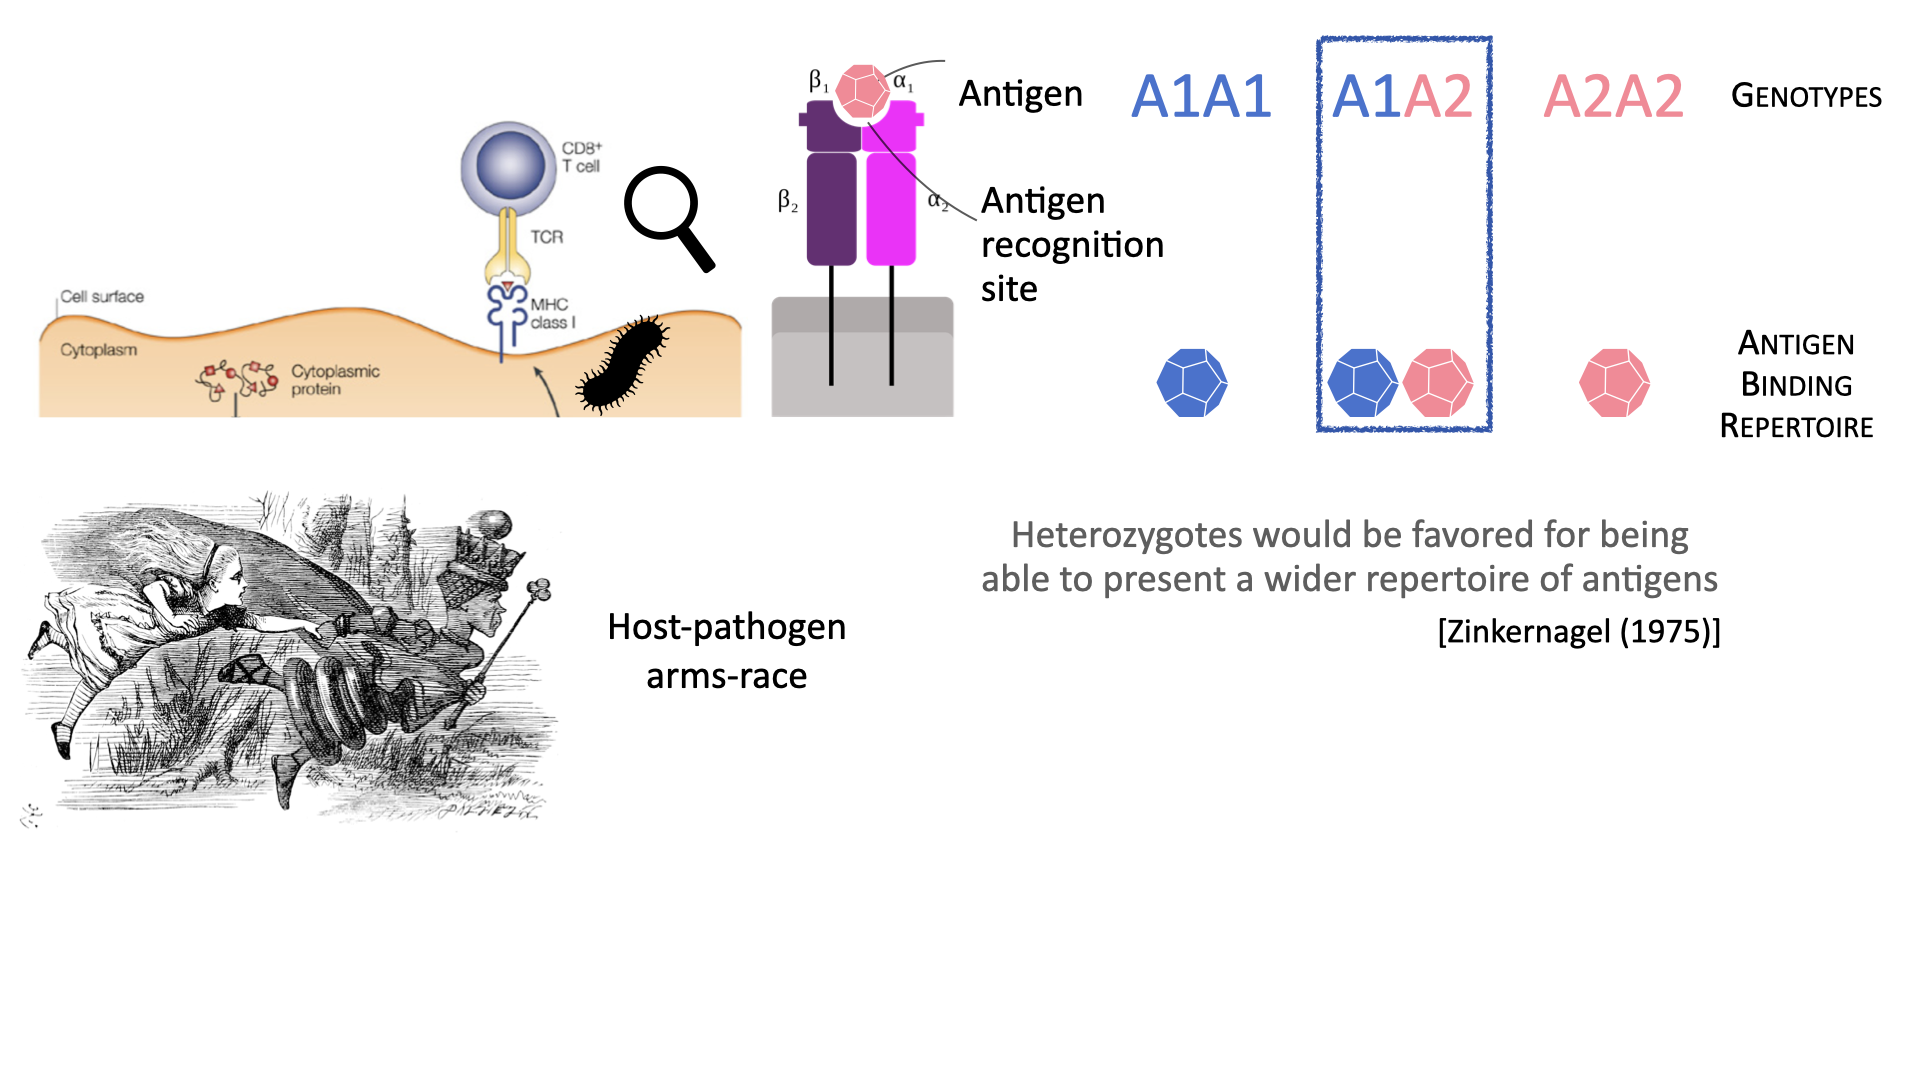 CD8+
T cell
TCR
MHC
class I
Cell surface
Cytoplasm
Cytoplasmic
protein
β1
α1
β2
α2
Antigen
Antigen
recognition
site
A1A1
A1A2
A2A2
GENOTYPES
ANTIGEN
BINDING
REPERTOIRE
Host-pathogen
arms-race
Heterozygotes would be favored for being
able to present a wider repertoire of antigens
[Zinkernagel (1975)]